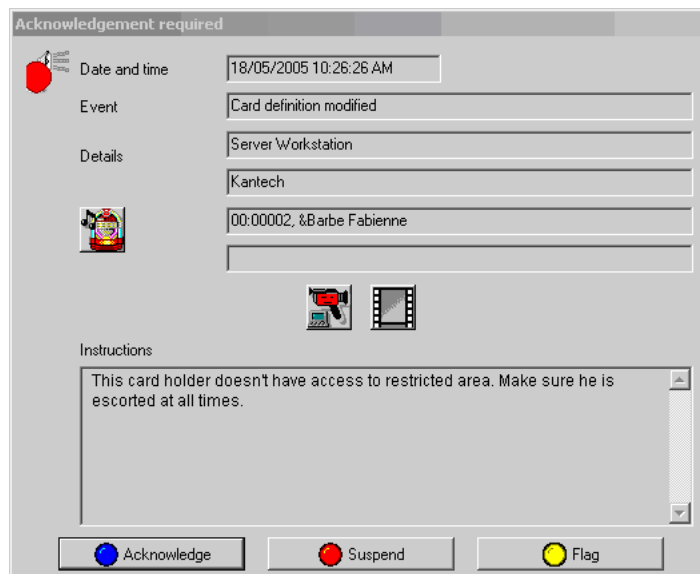 Acknowledgement required
Date and time
18/05/2005 10:26:26 AM
Event
Card definition modified
Details
Server Workstation
Kantech
00:00002, &Barbe Fabienne
Instructions
This card holder doesn't have access to restricted area. Make sure he is
escorted at all times.
Acknowledge
Suspend
Flag